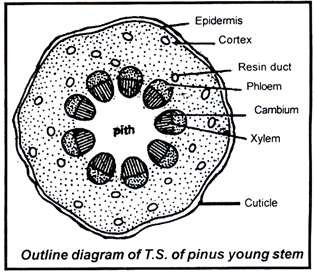 Epidermis
Cortex
Resin duct
Phloem
Cambium
pith
Xylem
Cuticle
Outline diagram of T.S. of pinus young stem